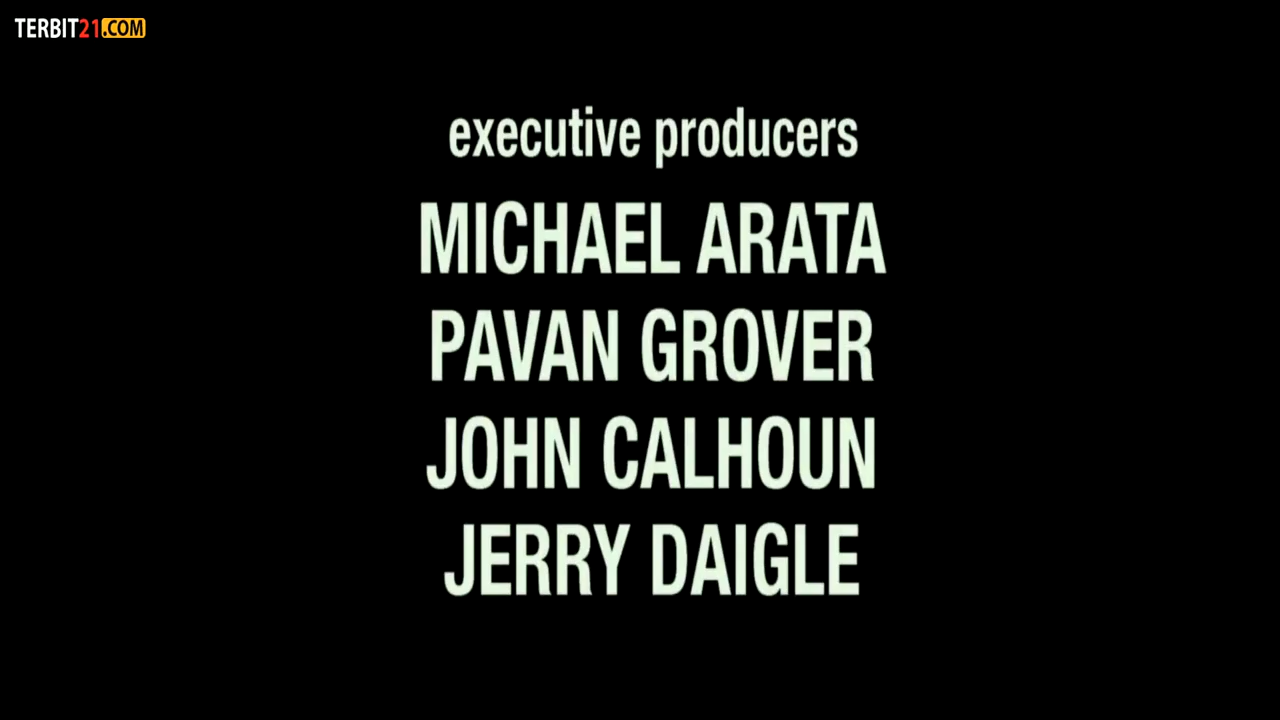 TERBIT21.COM
executive producers
MICHAEL ARATA
PAVAN GROVER
JOHN CALHOUN
JERRY DAIGLE